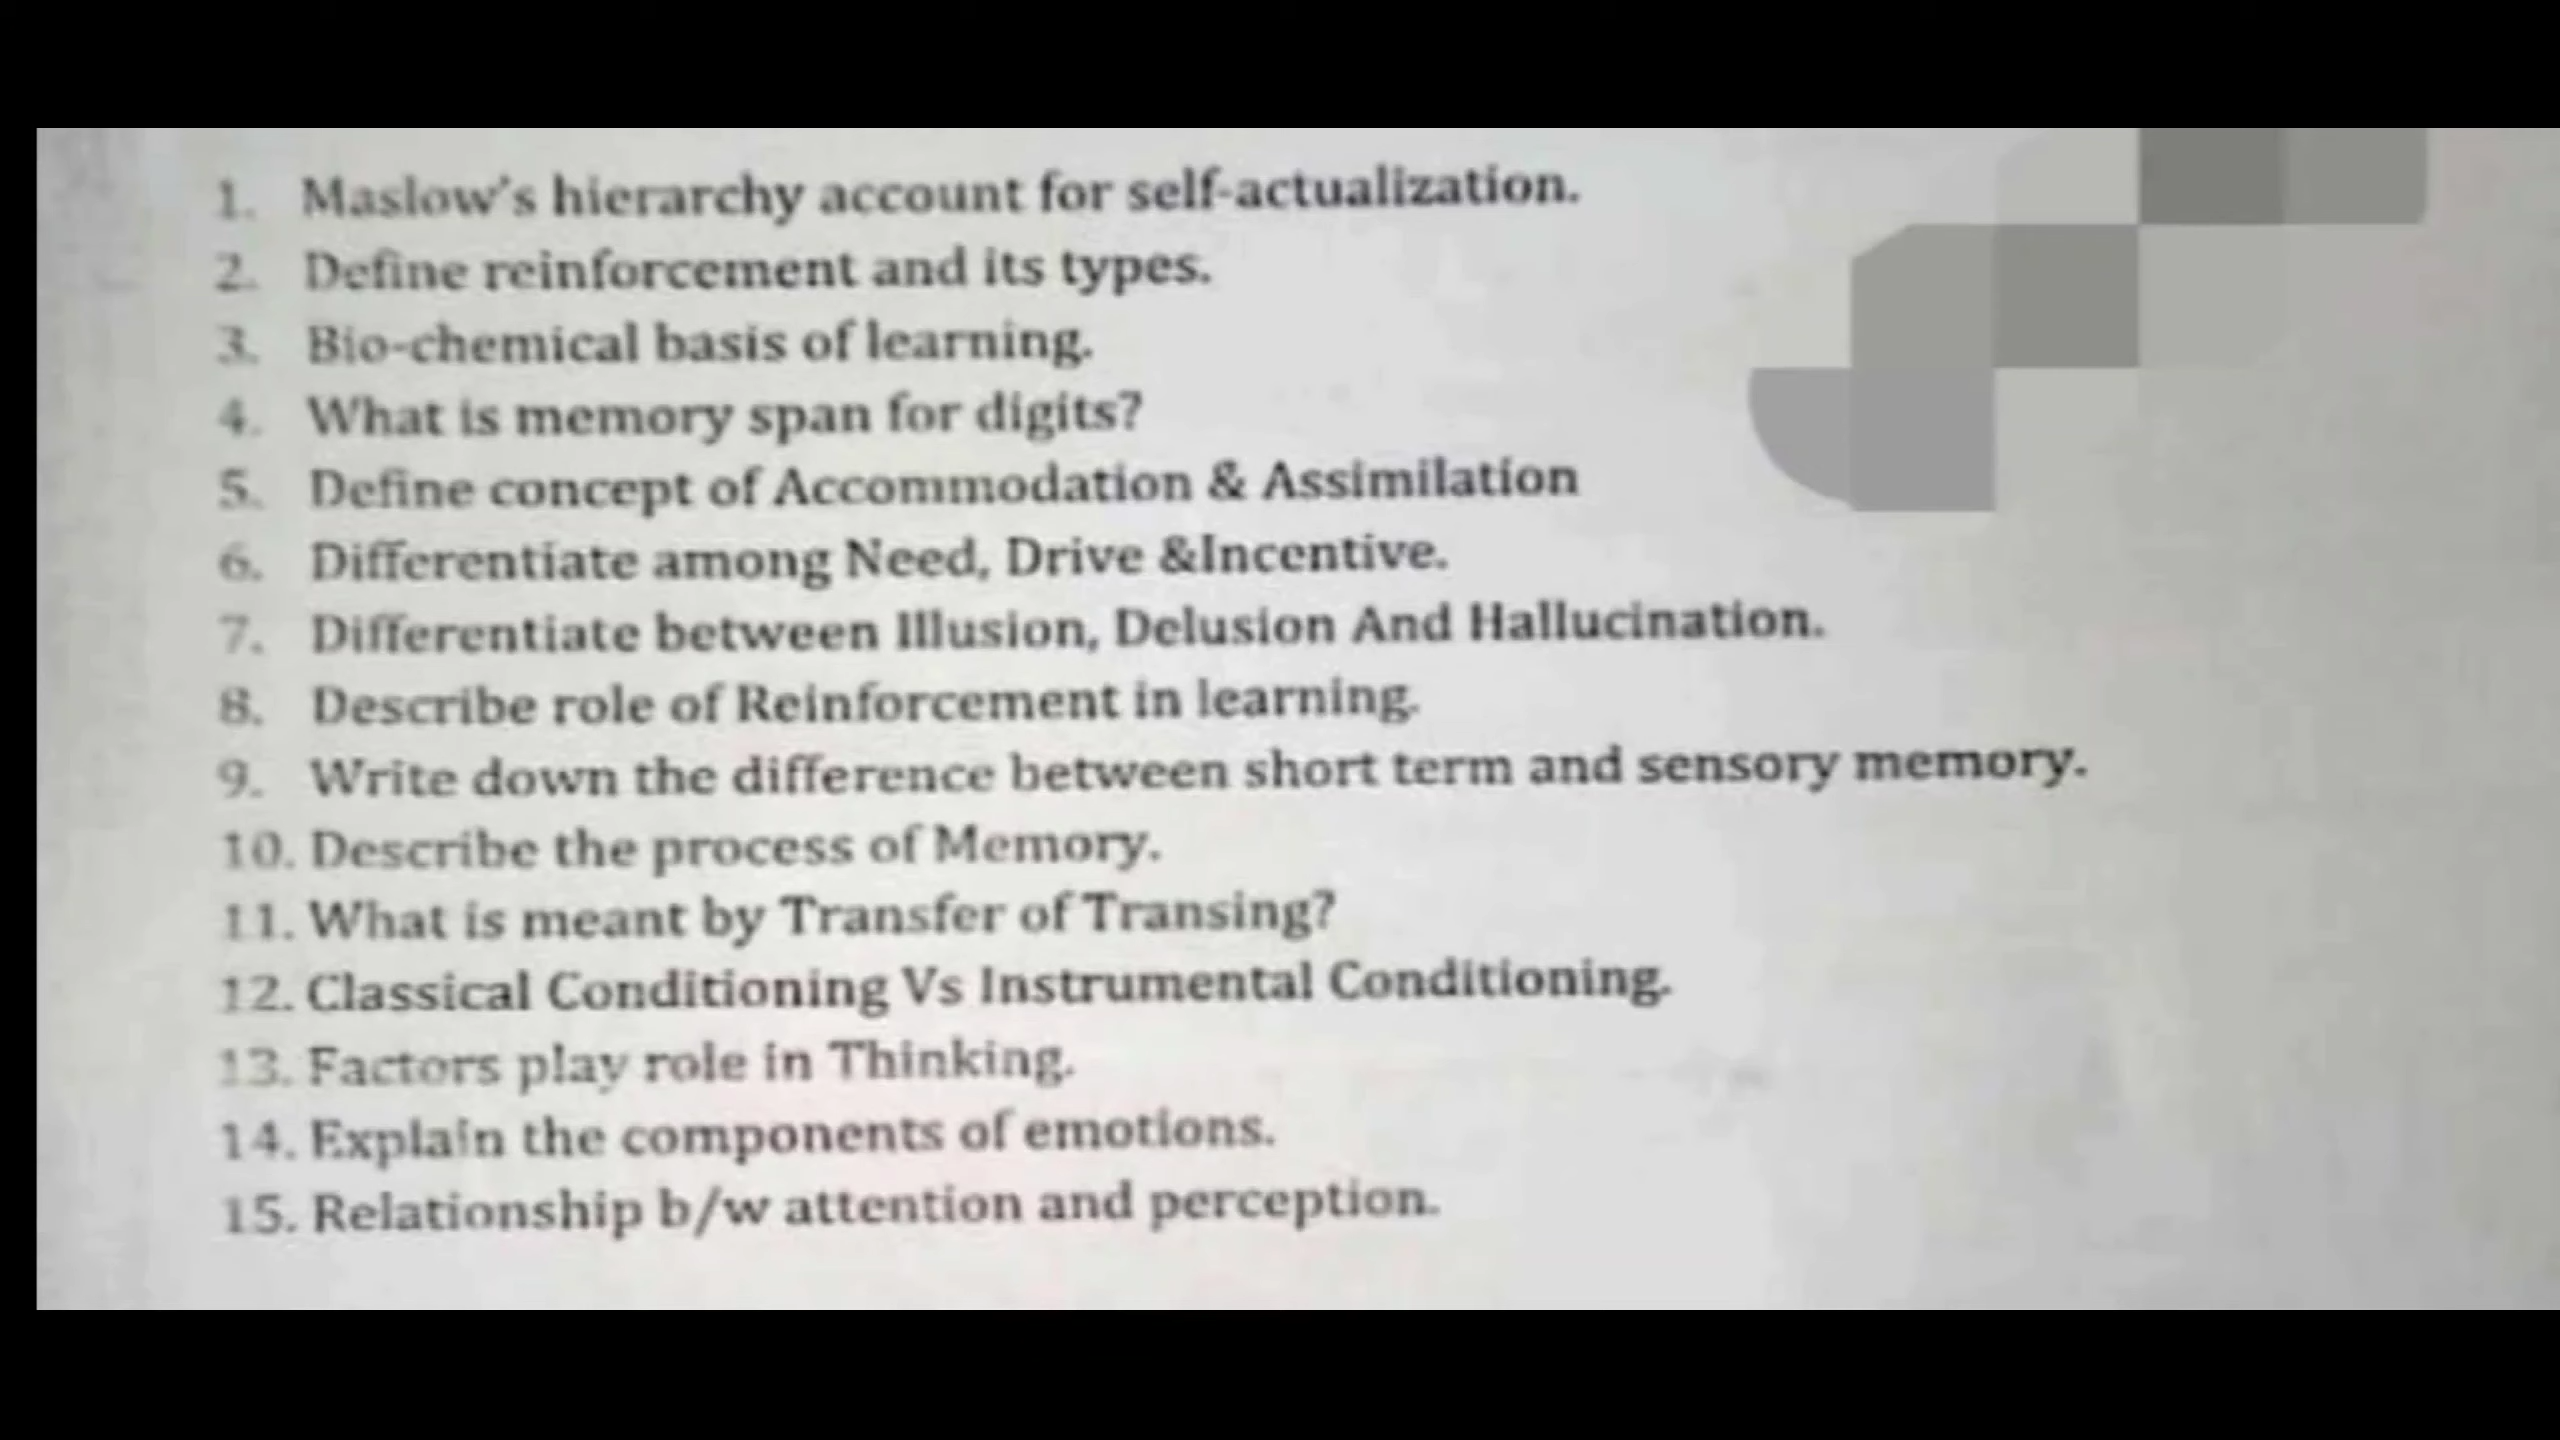 1. Maslow's hierarchy account for self-actualization.
2. Define reinforcement and its types.
3. Bio-chemical basis of learning.
4. What is memory span for digits?
5. Define concept of Accommodation & Assimilation
6. Differentiate among Need, Drive &Incentive.
7. Differentiate between Illusion, Delusion And Hallucination.
8. Describe role of Reinforcement in learning.
9. Write down the difference between short term and sensory memory.
10. Describe the process of Memory.
11. What is meant by Transfer of Transing?
12. Classical Conditioning Vs Instrumental Conditioning.
13. Factors play role in Thinking.
14. Explain the components of emotions.
15. Relationship b/w attention and perception.